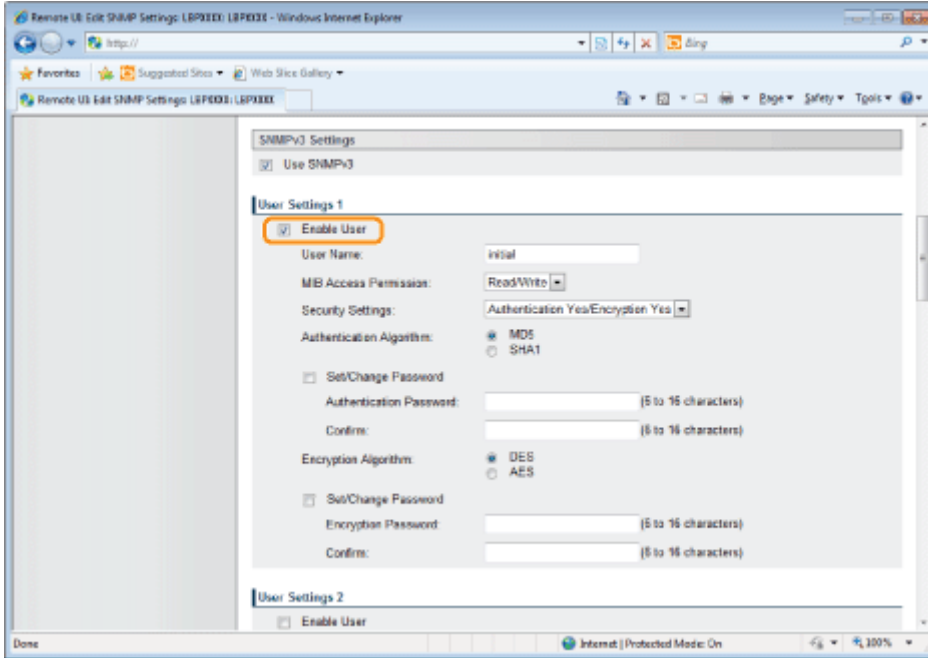 Remote UI: Edit SNMP Settings: LBPXXXX: LBPXXXX - Windows Internet Explorer
http://
Bing
Favorites Suggested Sites Web Slice Gallery
Remote UI: Edit SNMP Settings: LBPXXXX: LBPXXXX
Page Safety Tools
SNMPv3 Settings
Use SNMPv3
User Settings 1
Enable User
User Name: initial
MIB Access Permission: Read/Write
Security Settings: Authentication Yes/Encryption Yes
Authentication Algorithm: MD5
SHA1
Set/Change Password
Authentication Password: (6 to 16 characters)
Confirm: (6 to 16 characters)
Encryption Algorithm: DES
AES
Set/Change Password
Encryption Password: (6 to 16 characters)
Confirm: (6 to 16 characters)
User Settings 2
Enable User
Done
Internet | Protected Mode: On
100%